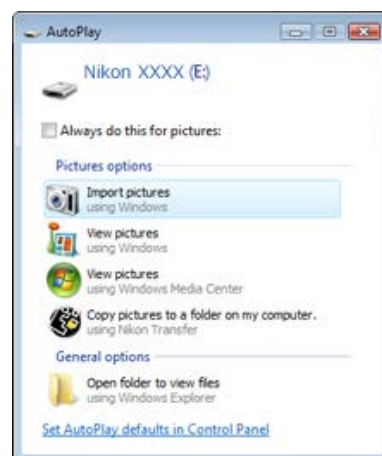 AutoPlay
Nikon XXXX (E:)
Always do this for pictures:
Pictures options
Import pictures
using Windows
View pictures
using Windows
View pictures
using Windows Media Center
Copy pictures to a folder on my computer.
using Nikon Transfer
General options
Open folder to view files
using Windows Explorer
Set AutoPlay defaults in Control Panel